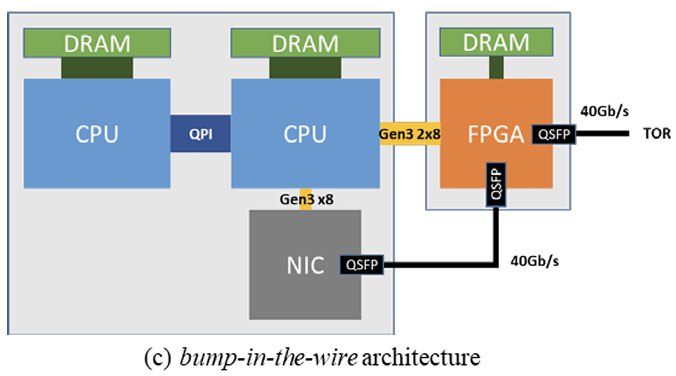 DRAM
DRAM
DRAM
CPU
QPI
CPU
Gen3 2x8
FPGA
QSFP
40Gb/s
TOR
QSFP
Gen3 x8
NIC
QSFP
40Gb/s
(c) bump-in-the-wire architecture